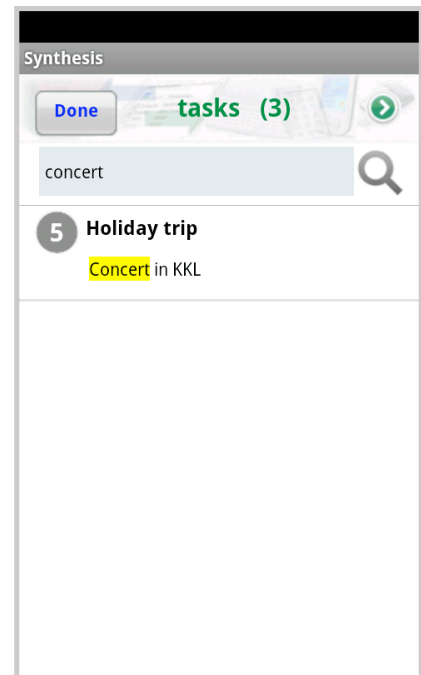 Synthesis
Done tasks (3)
concert
5 Holiday trip
Concert in KKL